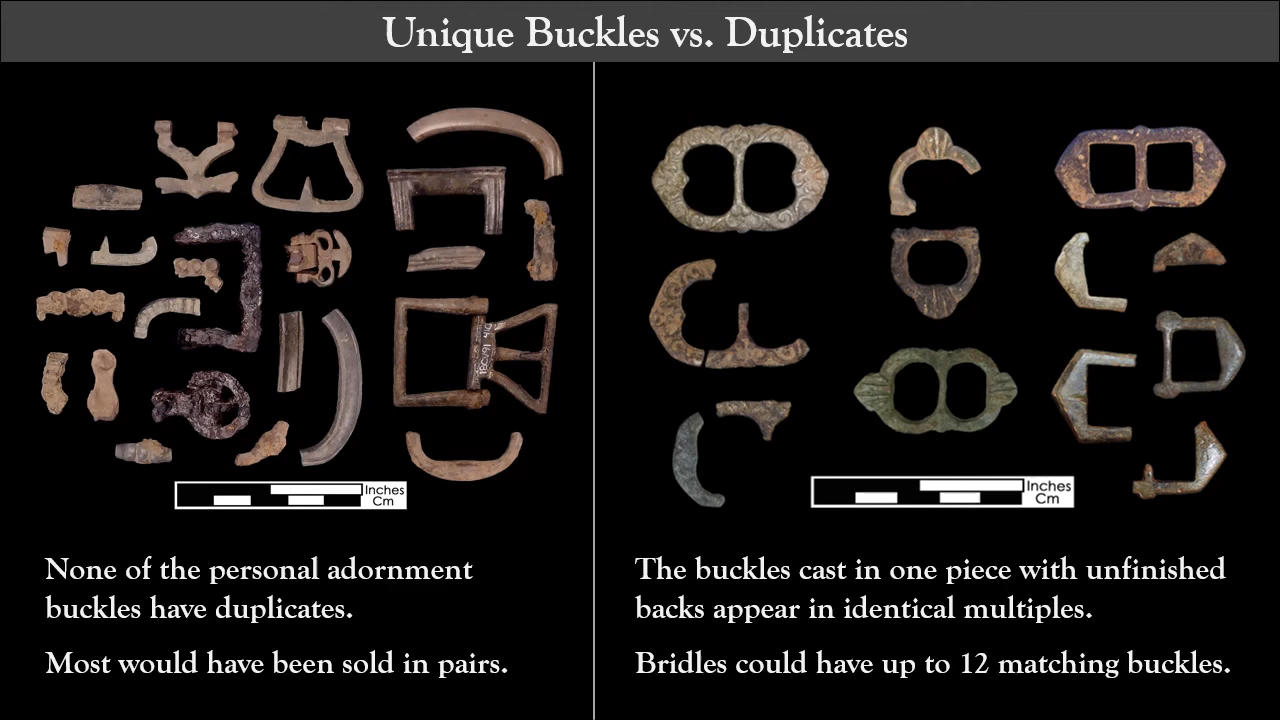 Unique Buckles vs. Duplicates
Inches
Cm
None of the personal adornment
buckles have duplicates.
Most would have been sold in pairs.
Inches
Cm
The buckles cast in one piece with unfinished
backs appear in identical multiples.
Bridles could have up to 12 matching buckles.